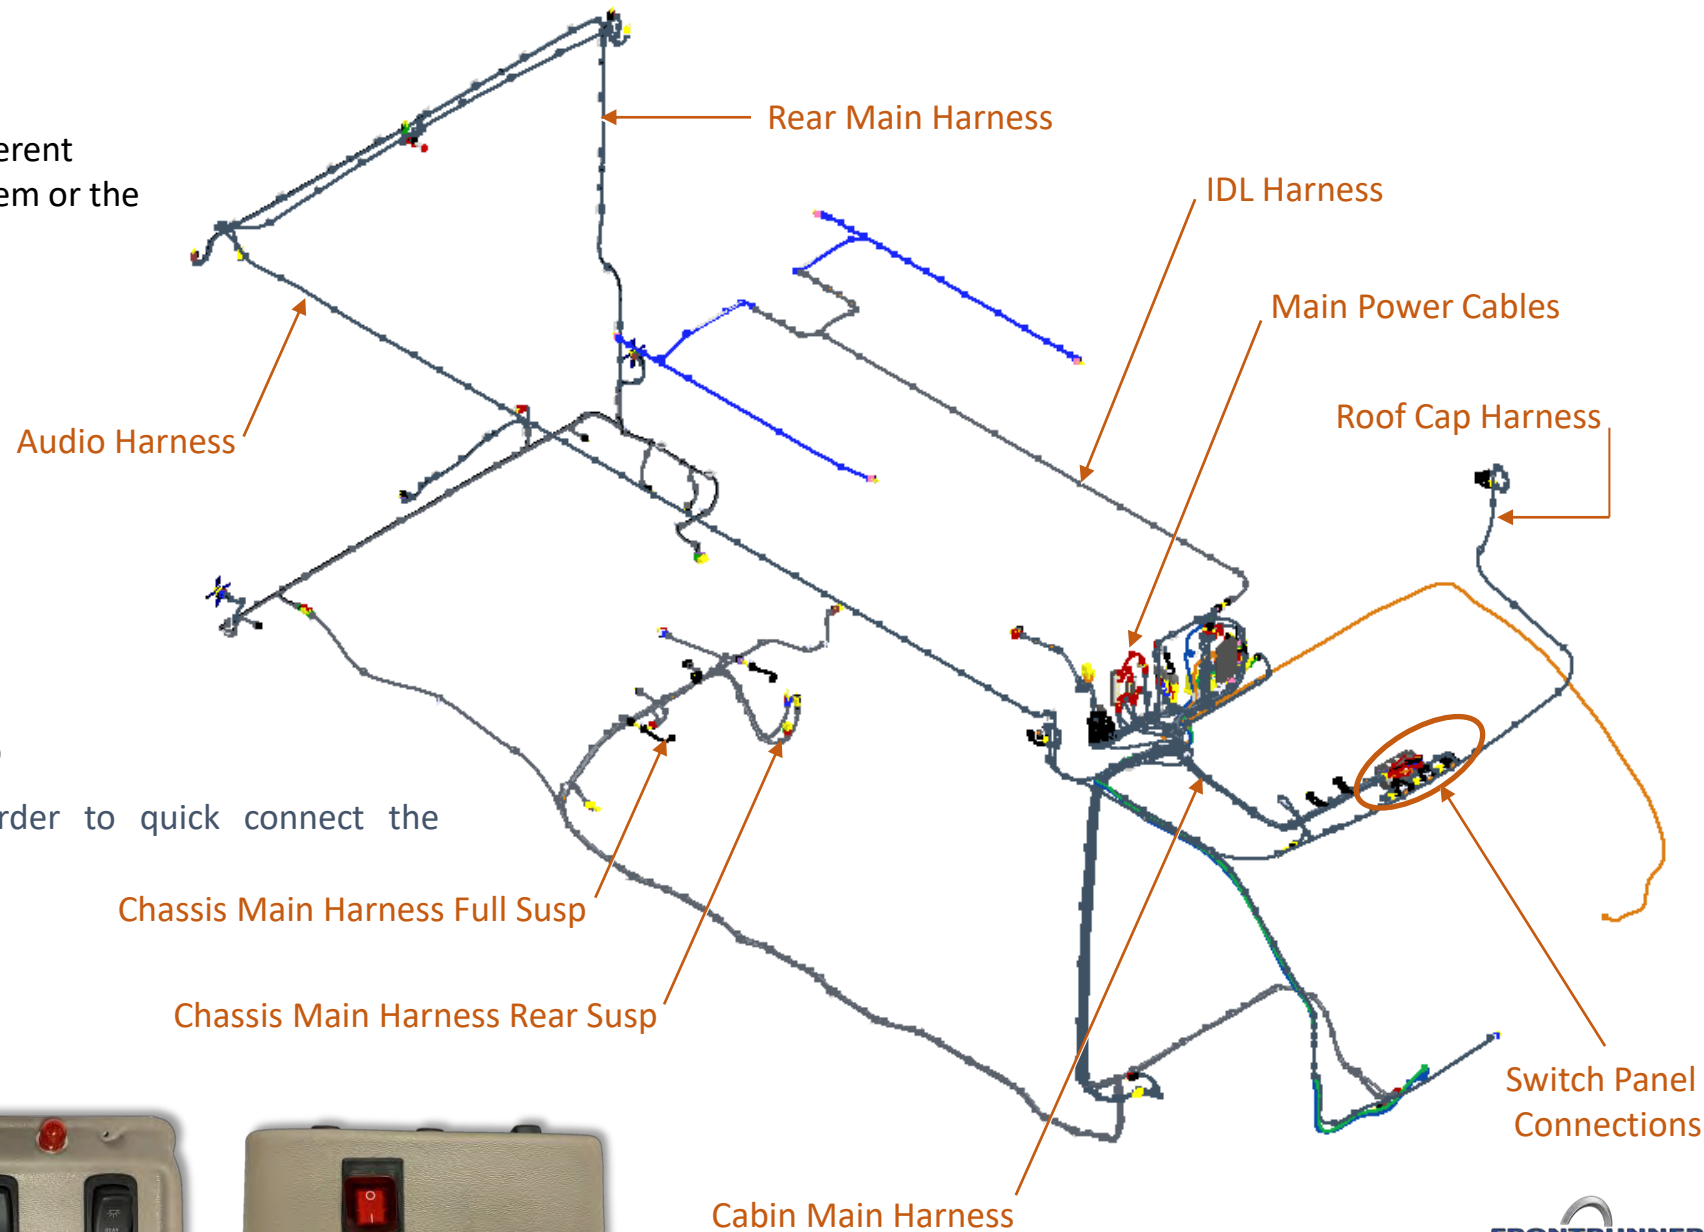 Rear Main Harness
erent
em or the
IDL Harness
Main Power Cables
Roof Cap Harness
Audio Harness
rder to quick connect the
Chassis Main Harness Full Susp
Chassis Main Harness Rear Susp
Switch Panel
Connections
Cabin Main Harness
FRONTRUNNER